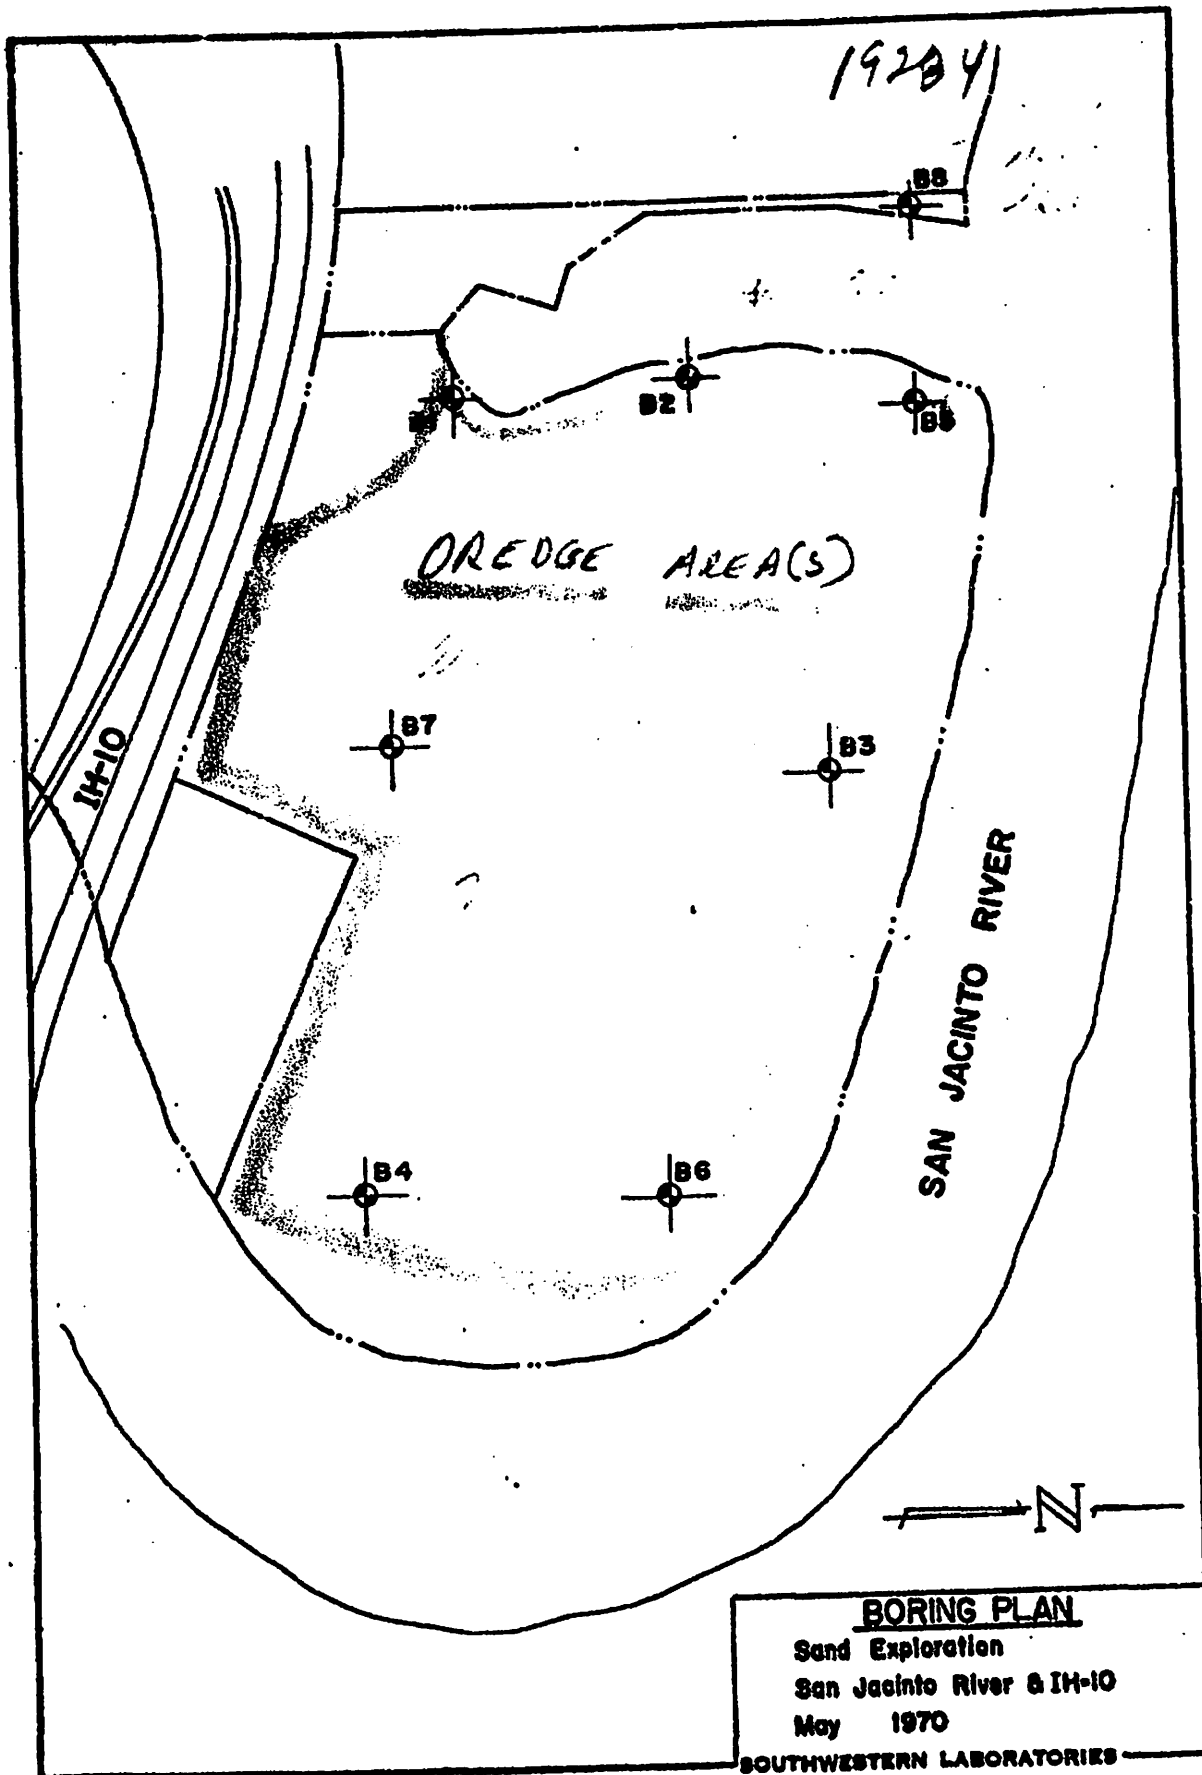 B8
B2
B5
DREDGE AREA(S)
B7
B3
IH-10
SAN JACINTO RIVER
B4
B6
N
BORING PLAN
Sand Exploration
San Jacinto River & IH-10
May 1970
SOUTHWESTERN LABORATORIES